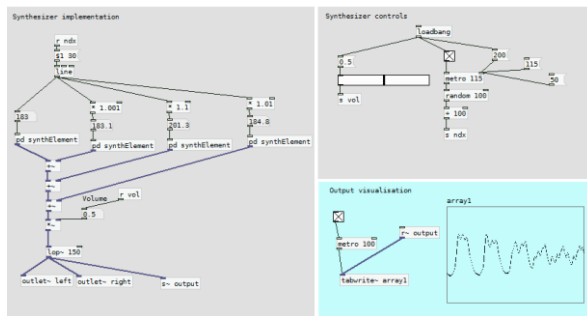 Synthesizer implementation
r ndx
$1 30
line
183
* 1.001
* 1.1
* 1.01
183.1
201.3
184.8
pd synthElement
pd synthElement
pd synthElement
pd synthElement
+~
+~
+~
Volume
r vol
0.5
*~
lop~ 150
outlet~ left
outlet~ right
s~ output
Synthesizer controls
loadbang
0.5
200
115
50
metro 115
random 100
+ 100
s vol
s ndx
Output visualisation
array1
r~ output
metro 100
tabwrite~ array1